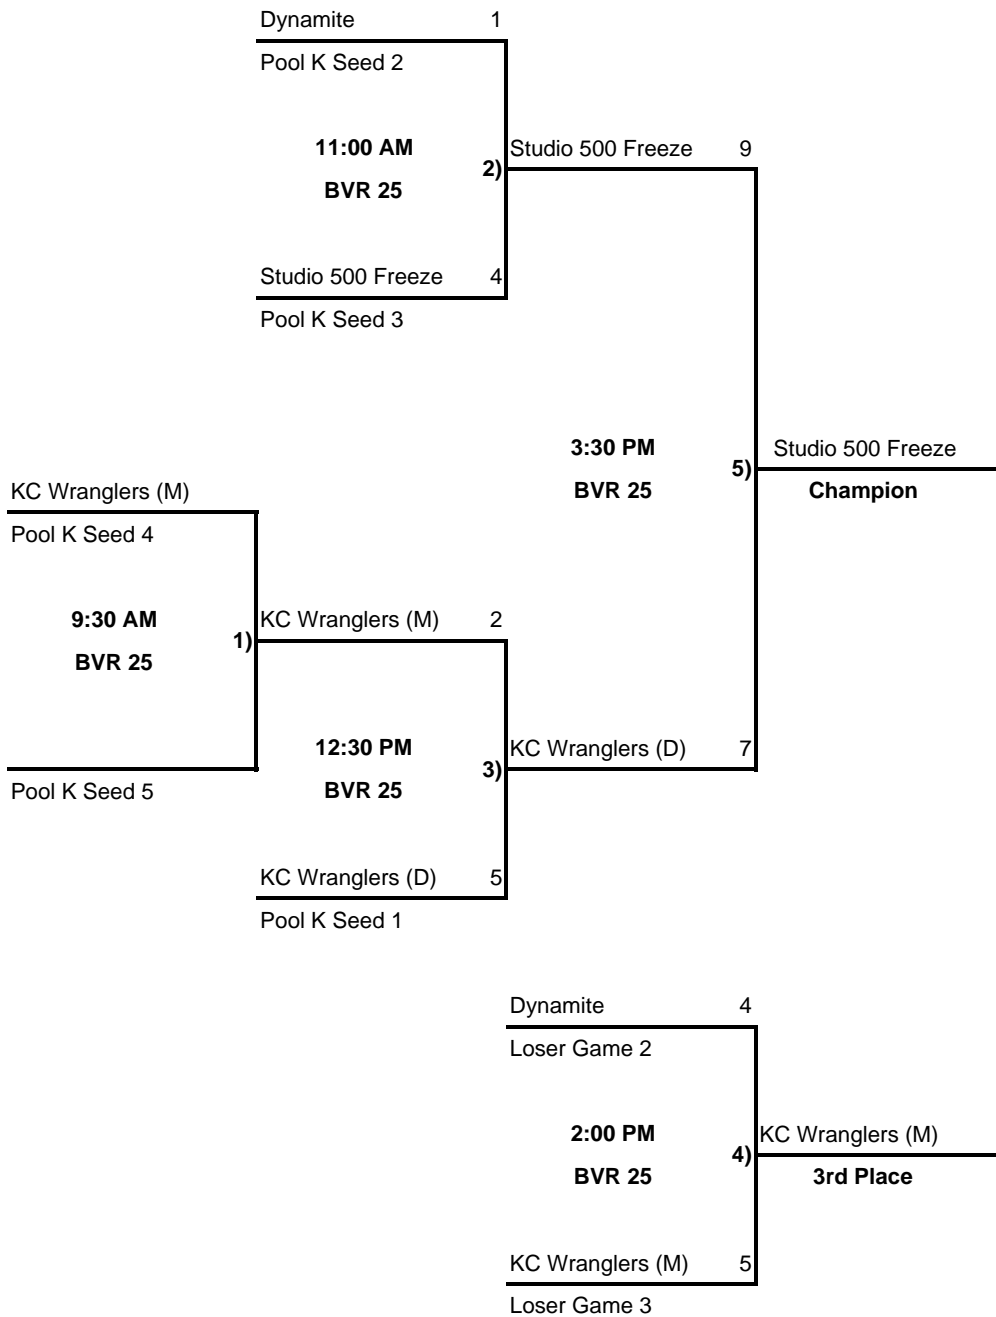 Dynamite 1
Pool K Seed 2
11:00 AM
2)
BVR 25
Studio 500 Freeze 9
Studio 500 Freeze 4
Pool K Seed 3
3:30 PM
5)
BVR 25
Studio 500 Freeze
Champion
KC Wranglers (M)
Pool K Seed 4
9:30 AM
1)
BVR 25
KC Wranglers (M) 2
Pool K Seed 5
12:30 PM
3)
BVR 25
KC Wranglers (D) 7
KC Wranglers (D) 5
Pool K Seed 1
Dynamite 4
Loser Game 2
2:00 PM
4)
BVR 25
KC Wranglers (M)
3rd Place
KC Wranglers (M) 5
Loser Game 3